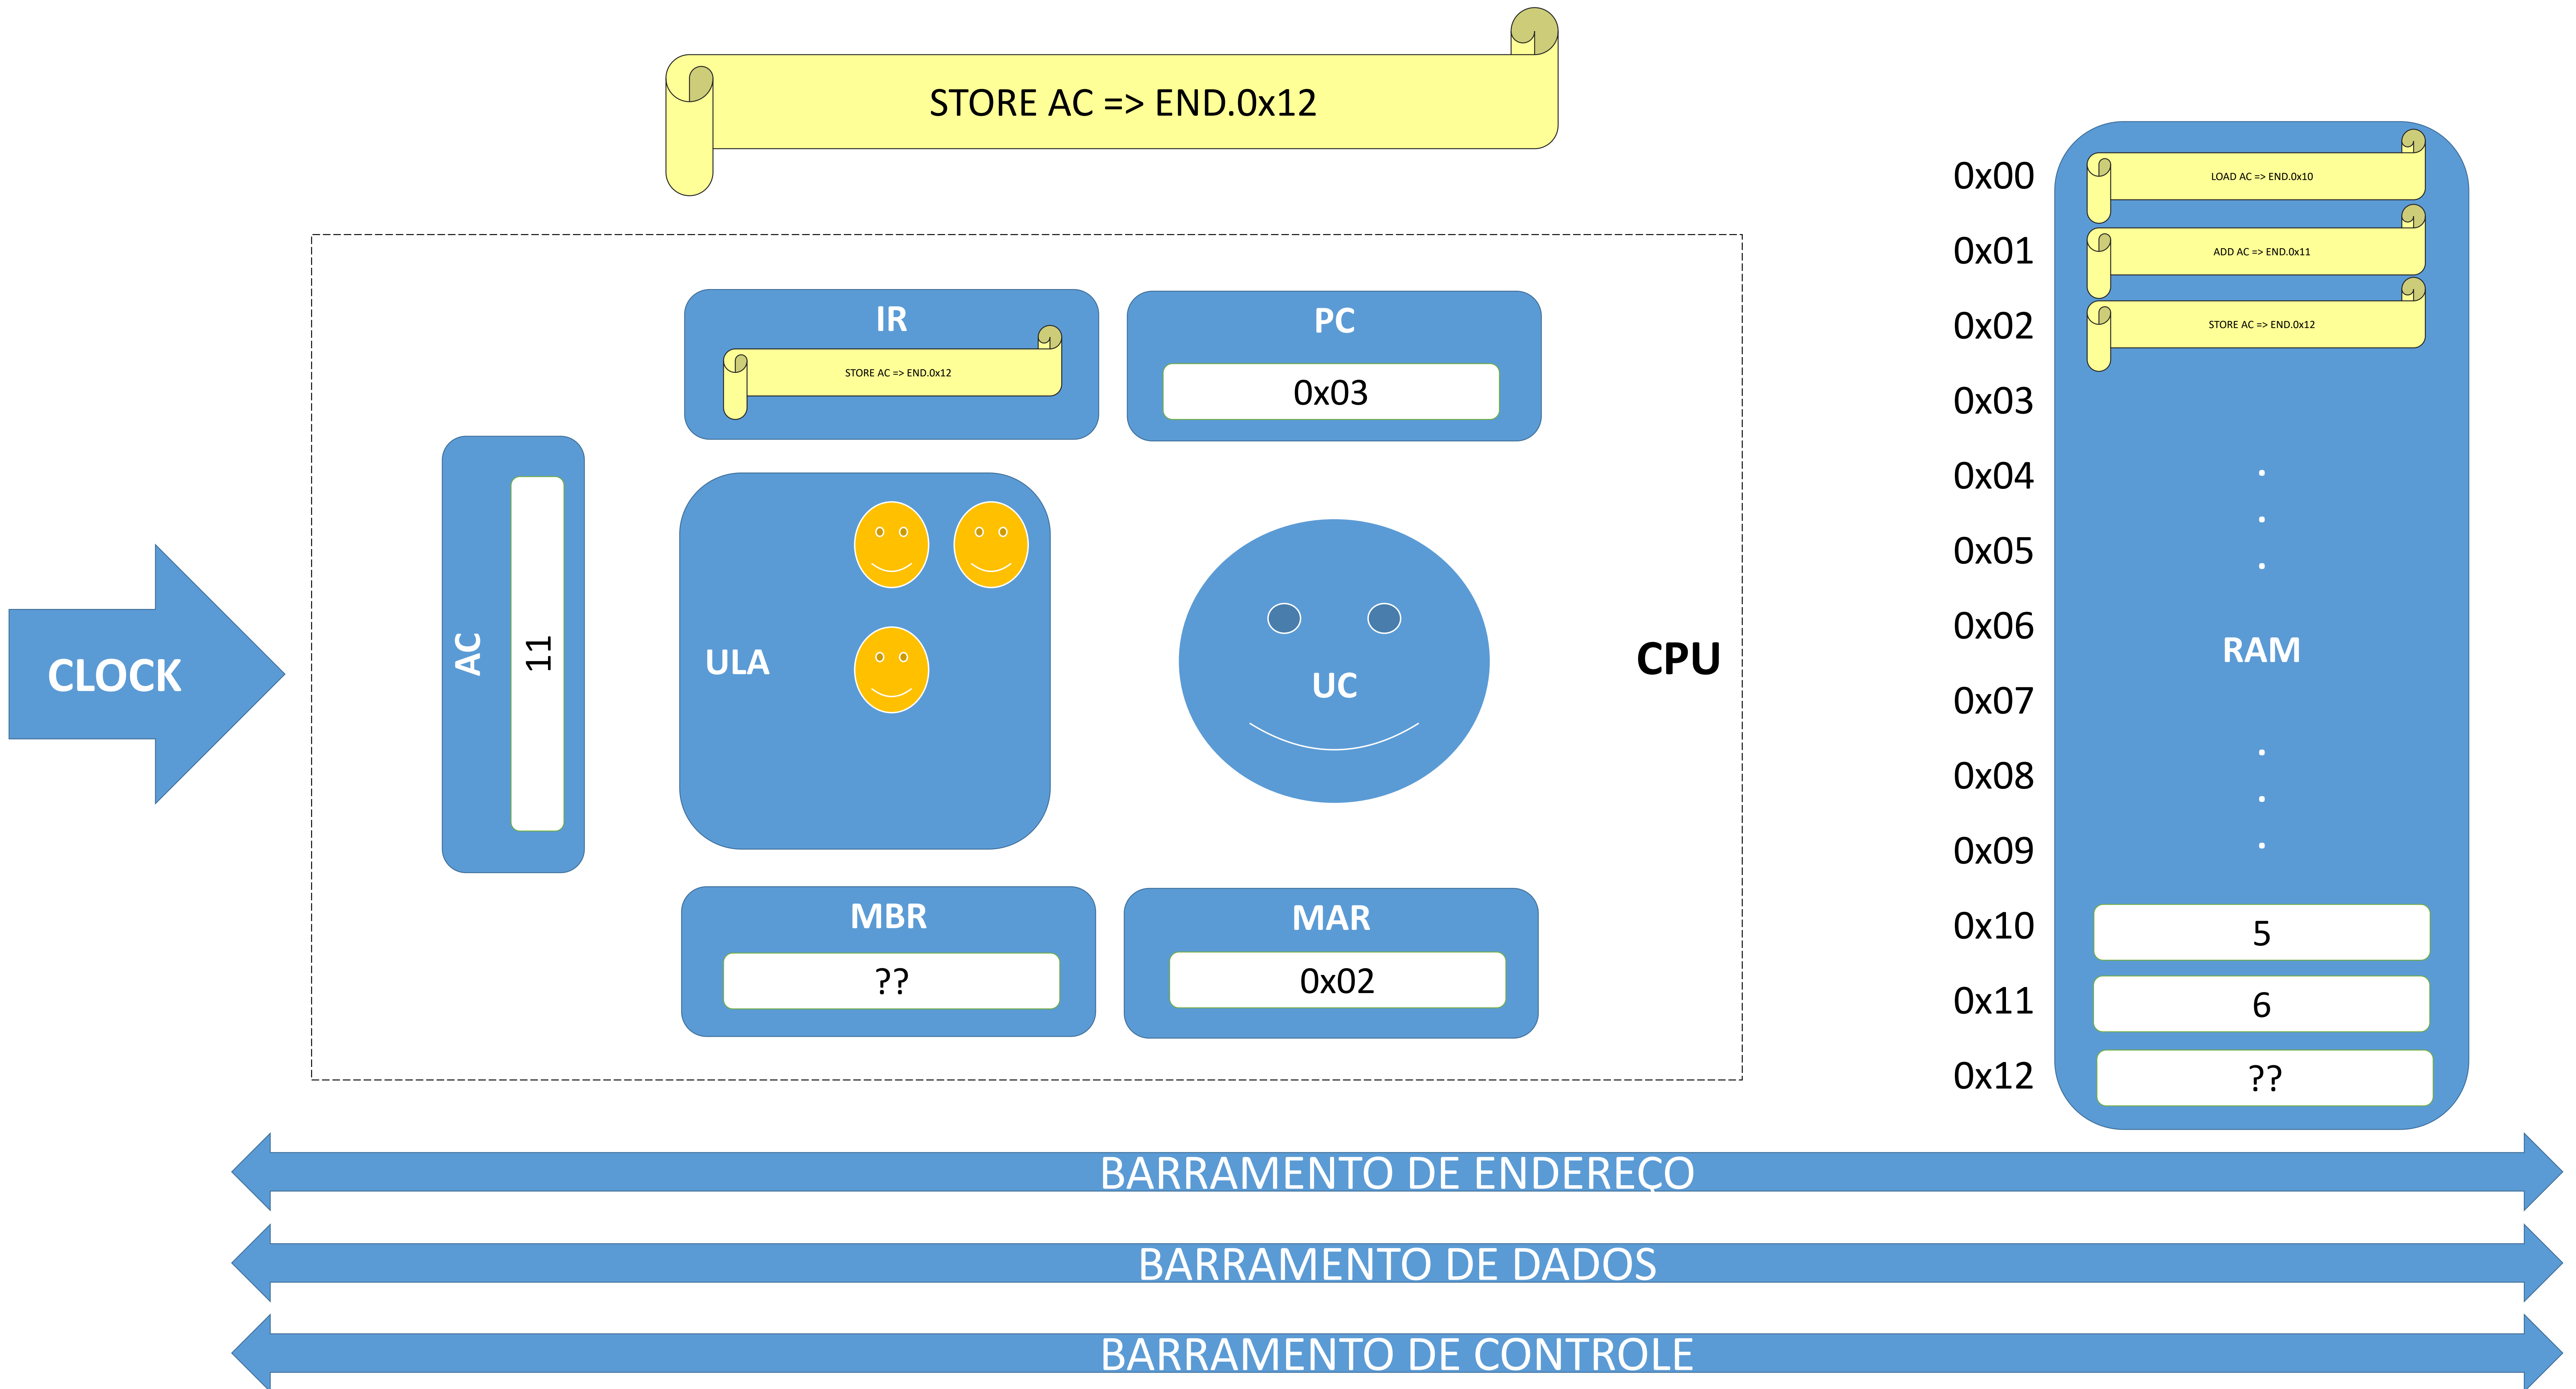 STORE AC => END.0x12
0x00
LOAD AC => END.0x10
0x01
ADD AC => END.0x11
0x02
STORE AC => END.0x12
0x03
0x04
0x05
0x06
0x07
0x08
0x09
RAM
0x10
5
0x11
6
0x12
??
IR
STORE AC => END.0x12
PC
0x03
CLOCK
AC
11
ULA
UC
CPU
MBR
??
MAR
0x02
BARRAMENTO DE ENDEREÇO
BARRAMENTO DE DADOS
BARRAMENTO DE CONTROLE